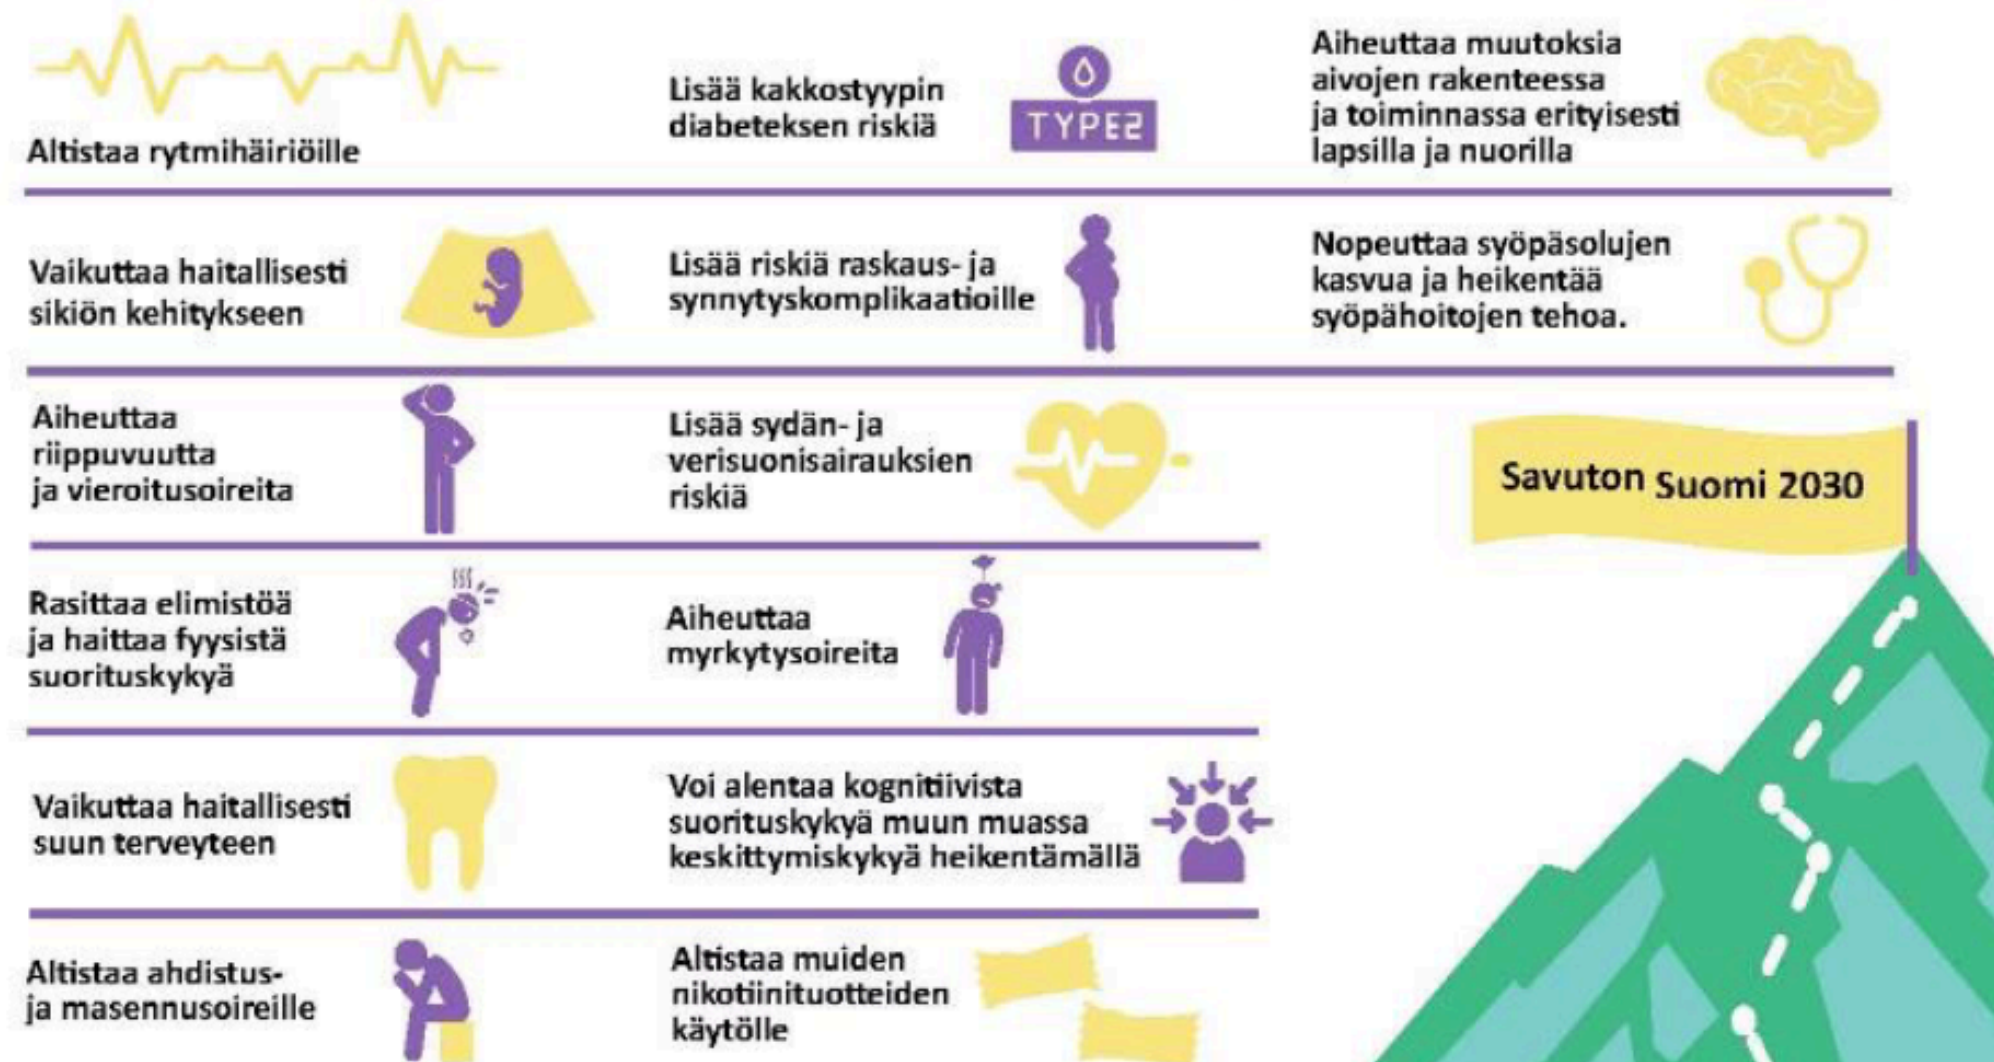 Altistaa rytmihäiriöille
Lisää kakkostyypin
diabeteksen riskiä
TYPE2
Aiheuttaa muutoksia
aivojen rakenteessa
ja toiminnassa erityisesti
lapsilla ja nuorilla
Vaikuttaa haitallisesti
sikiön kehitykseen
Lisää riskiä raskaus- ja
synnytyskomplikaatioille
Nopeuttaa syöpäsolujen
kasvua ja heikentää
syöpähoitojen tehoa.
Aiheuttaa
riippuvuutta
ja vieroitusoireita
Lisää sydän- ja
verisuonisairauksien
riskiä
Savuton Suomi 2030
Rasittaa elimistöä
ja haittaa fyysistä
suorituskykyä
Aiheuttaa
myrkytysoireita
Vaikuttaa haitallisesti
suun terveyteen
Voi alentaa kognitiivista
suorituskykyä muun muassa
keskittymiskykyä heikentämällä
Altistaa ahdistus-
ja masennusoireille
Altistaa muiden
nikotiinituotteiden
käytölle